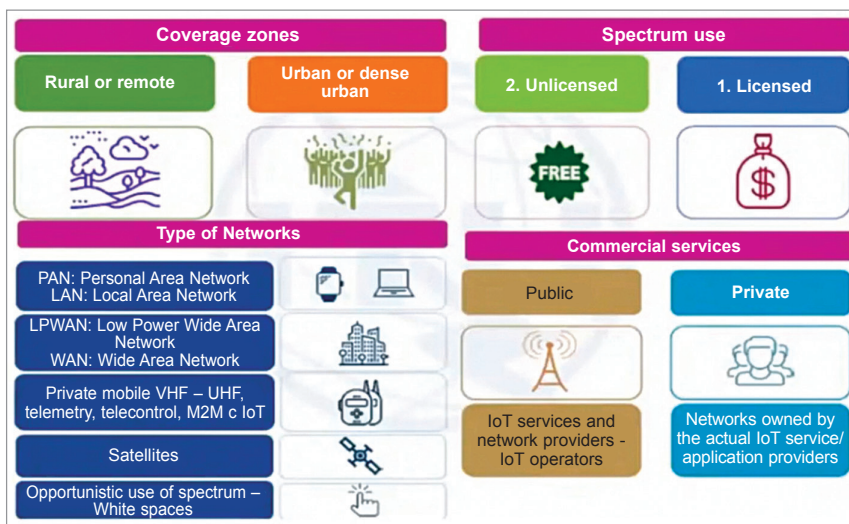 Coverage zones
Rural or remote
Urban or dense
urban
Spectrum use
2. Unlicensed
1. Licensed
FREE
$
Type of Networks
PAN: Personal Area Network
LAN: Local Area Network
LPWAN: Low Power Wide Area
Network
WAN: Wide Area Network
Private mobile VHF – UHF,
telemetry, telecontrol, M2M c IoT
Satellites
Opportunistic use of spectrum –
White spaces
Commercial services
Public
Private
IoT services and
network providers -
IoT operators
Networks owned by
the actual IoT service/
application providers